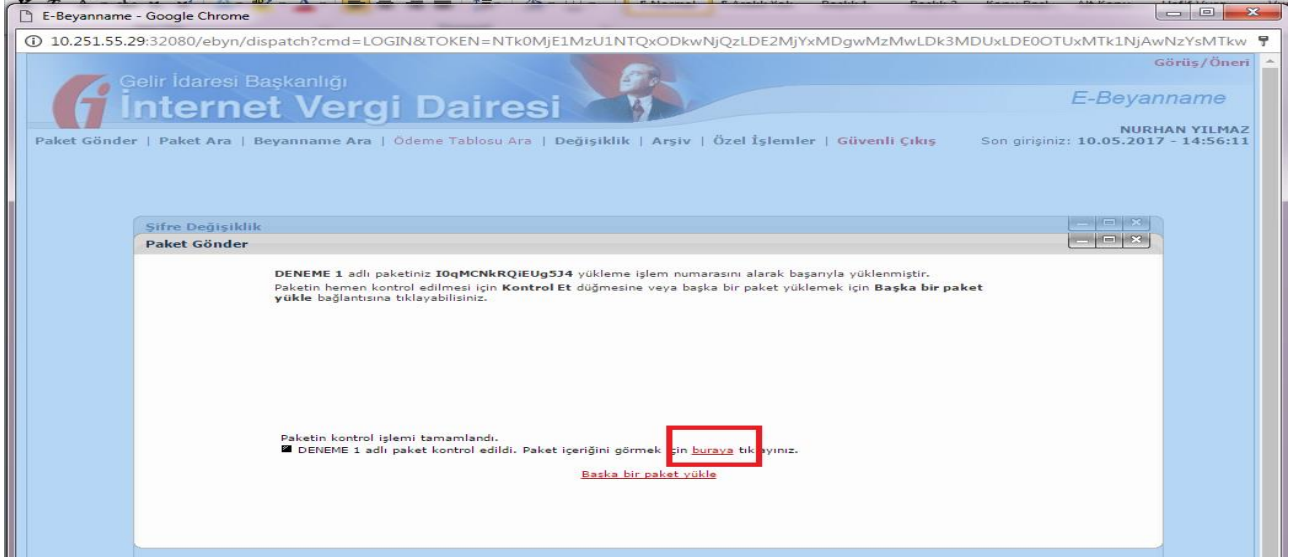 E-Beyanname - Google Chrome
10.251.55.29:32080/ebyn/dispatch?cmd=LOGIN&TOKEN=NTk0MjE1MzU1NTQxODkwNjQzLDE2MjYxMDgwMzMwLDk3MDUxLDE0OTUxMTk1NjAwNzYsMTkw
Görüş/Öneri
Gelir İdaresi Başkanlığı
İnternet Vergi Dairesi
E-Beyanname
NURHAN YILMAZ
Paket Gönder | Paket Ara | Beyanname Ara | Ödeme Tablosu Ara | Değişiklik | Arşiv | Özel İşlemler | Güvenli Çıkış
Son girişiniz: 10.05.2017 - 14:56:11
Şifre Değişiklik
Paket Gönder
DENEME 1 adlı paketiniz I0qMCNkRQiEUg5J4 yükleme işlem numarasını alarak başarıyla yüklenmiştir.
Paketin hemen kontrol edilmesi için Kontrol Et düğmesine veya başka bir paket yüklemek için Başka bir paket
yükle bağlantısına tıklayabilisiniz.
Paketin kontrol işlemi tamamlandı.
DENEME 1 adlı paket kontrol edildi. Paket içeriğini görmek için buraya tıklayınız.
Başka bir paket yükle